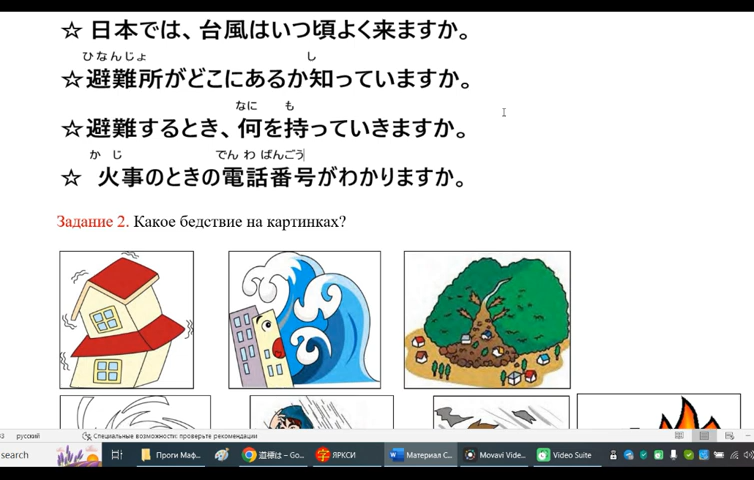 ☆ 日本では、台風はいつ頃よく来ますか。
ひなんじょ し
☆避難所がどこにあるか知っていますか。
なに も
☆避難するとき、何を持っていきますか。
か じ でん わ ばんごう
☆ 火事のときの電話番号がわかりますか。
Задание 2. Какое бедствие на картинках?
русский Специальные возможности: проверьте рекомендации
search Проги Маф... 遊標は – Go... ЯРКСИ Материал С... Movavi Vide... Video Suite